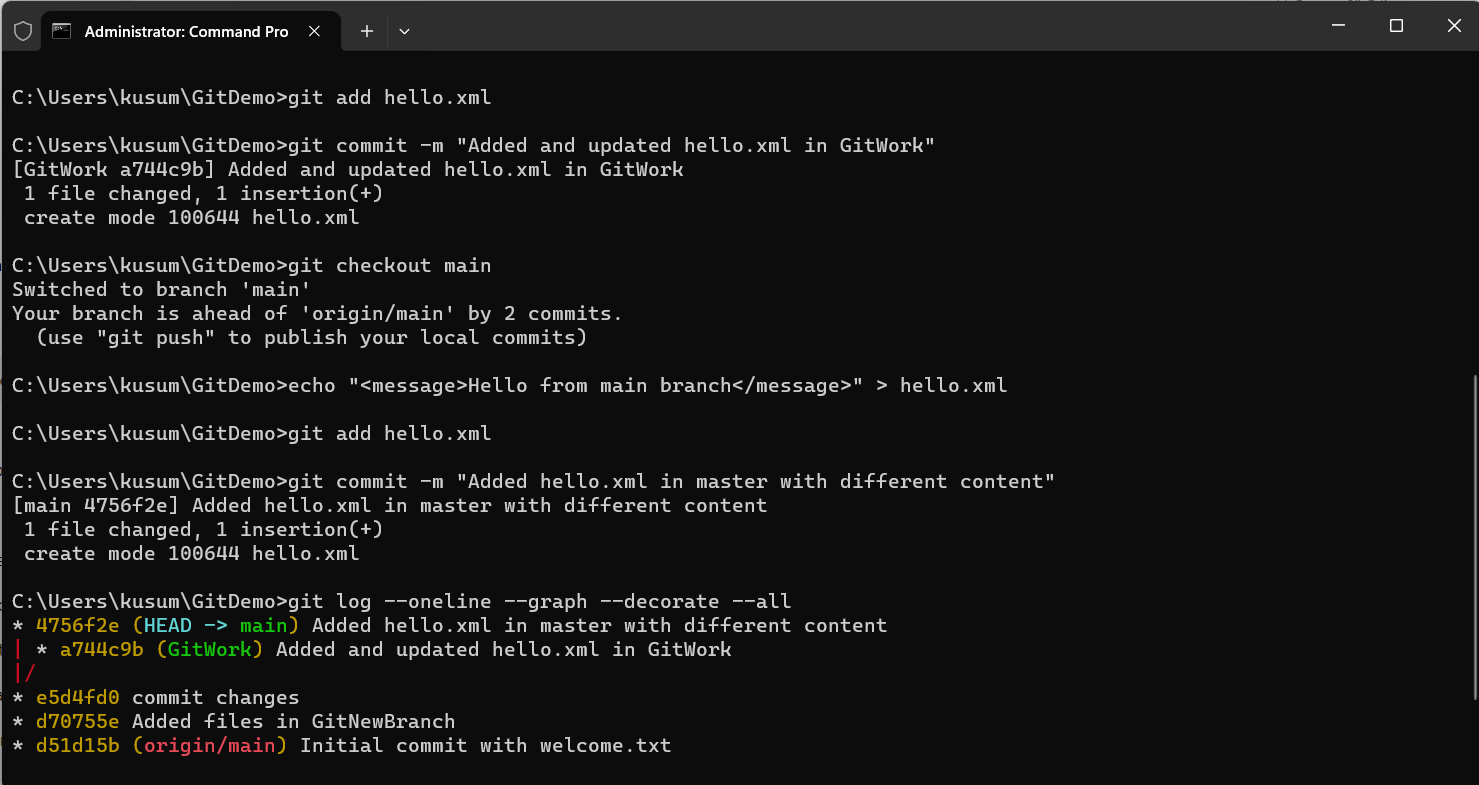 Administrator: Command Pro
C:\Users\kusum\GitDemo>git add hello.xml
C:\Users\kusum\GitDemo>git commit -m "Added and updated hello.xml in GitWork"
[GitWork a744c9b] Added and updated hello.xml in GitWork
 1 file changed, 1 insertion(+)
 create mode 100644 hello.xml
C:\Users\kusum\GitDemo>git checkout main
Switched to branch 'main'
Your branch is ahead of 'origin/main' by 2 commits.
  (use "git push" to publish your local commits)
C:\Users\kusum\GitDemo>echo "<message>Hello from main branch</message>" > hello.xml
C:\Users\kusum\GitDemo>git add hello.xml
C:\Users\kusum\GitDemo>git commit -m "Added hello.xml in master with different content"
[main 4756f2e] Added hello.xml in master with different content
 1 file changed, 1 insertion(+)
 create mode 100644 hello.xml
C:\Users\kusum\GitDemo>git log --oneline --graph --decorate --all
* 4756f2e (HEAD -> main) Added hello.xml in master with different content
| * a744c9b (GitWork) Added and updated hello.xml in GitWork
|/
* e5d4fd0 commit changes
* d70755e Added files in GitNewBranch
* d51d15b (origin/main) Initial commit with welcome.txt